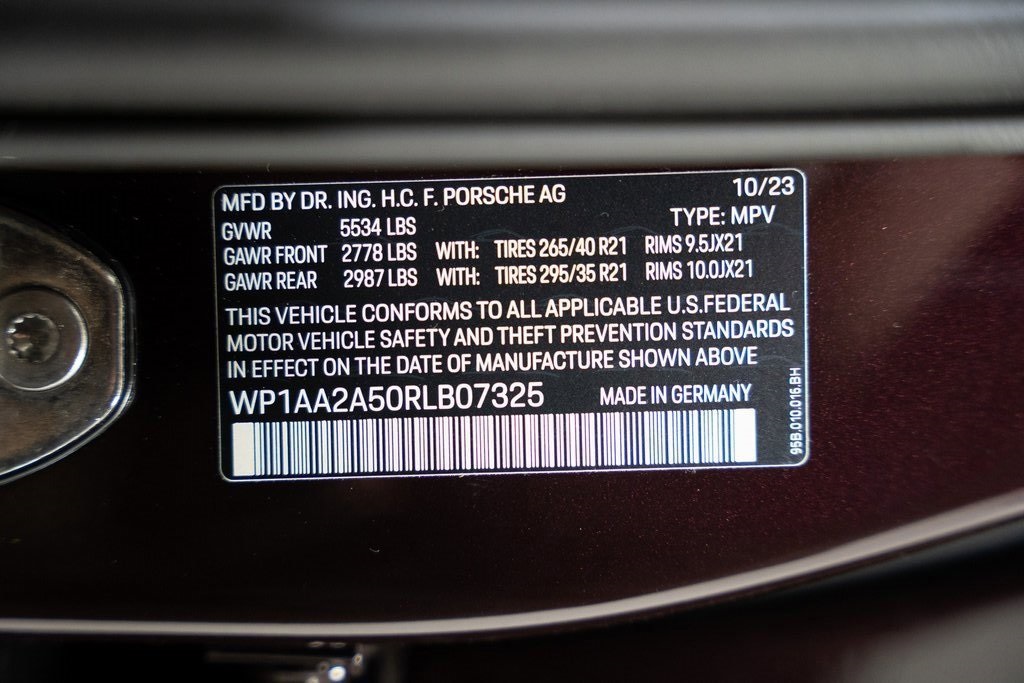 MFD BY DR. ING. H.C. F. PORSCHE AG 10/23
GVWR 5534 LBS TYPE: MPV
GAWR FRONT 2778 LBS WITH: TIRES 265/40 R21 RIMS 9.5JX21
GAWR REAR 2987 LBS WITH: TIRES 295/35 R21 RIMS 10.0JX21
THIS VEHICLE CONFORMS TO ALL APPLICABLE U.S.FEDERAL
MOTOR VEHICLE SAFETY AND THEFT PREVENTION STANDARDS
IN EFFECT ON THE DATE OF MANUFACTURE SHOWN ABOVE
WP1AA2A50RLB07325 MADE IN GERMANY
95B.010.016.BH